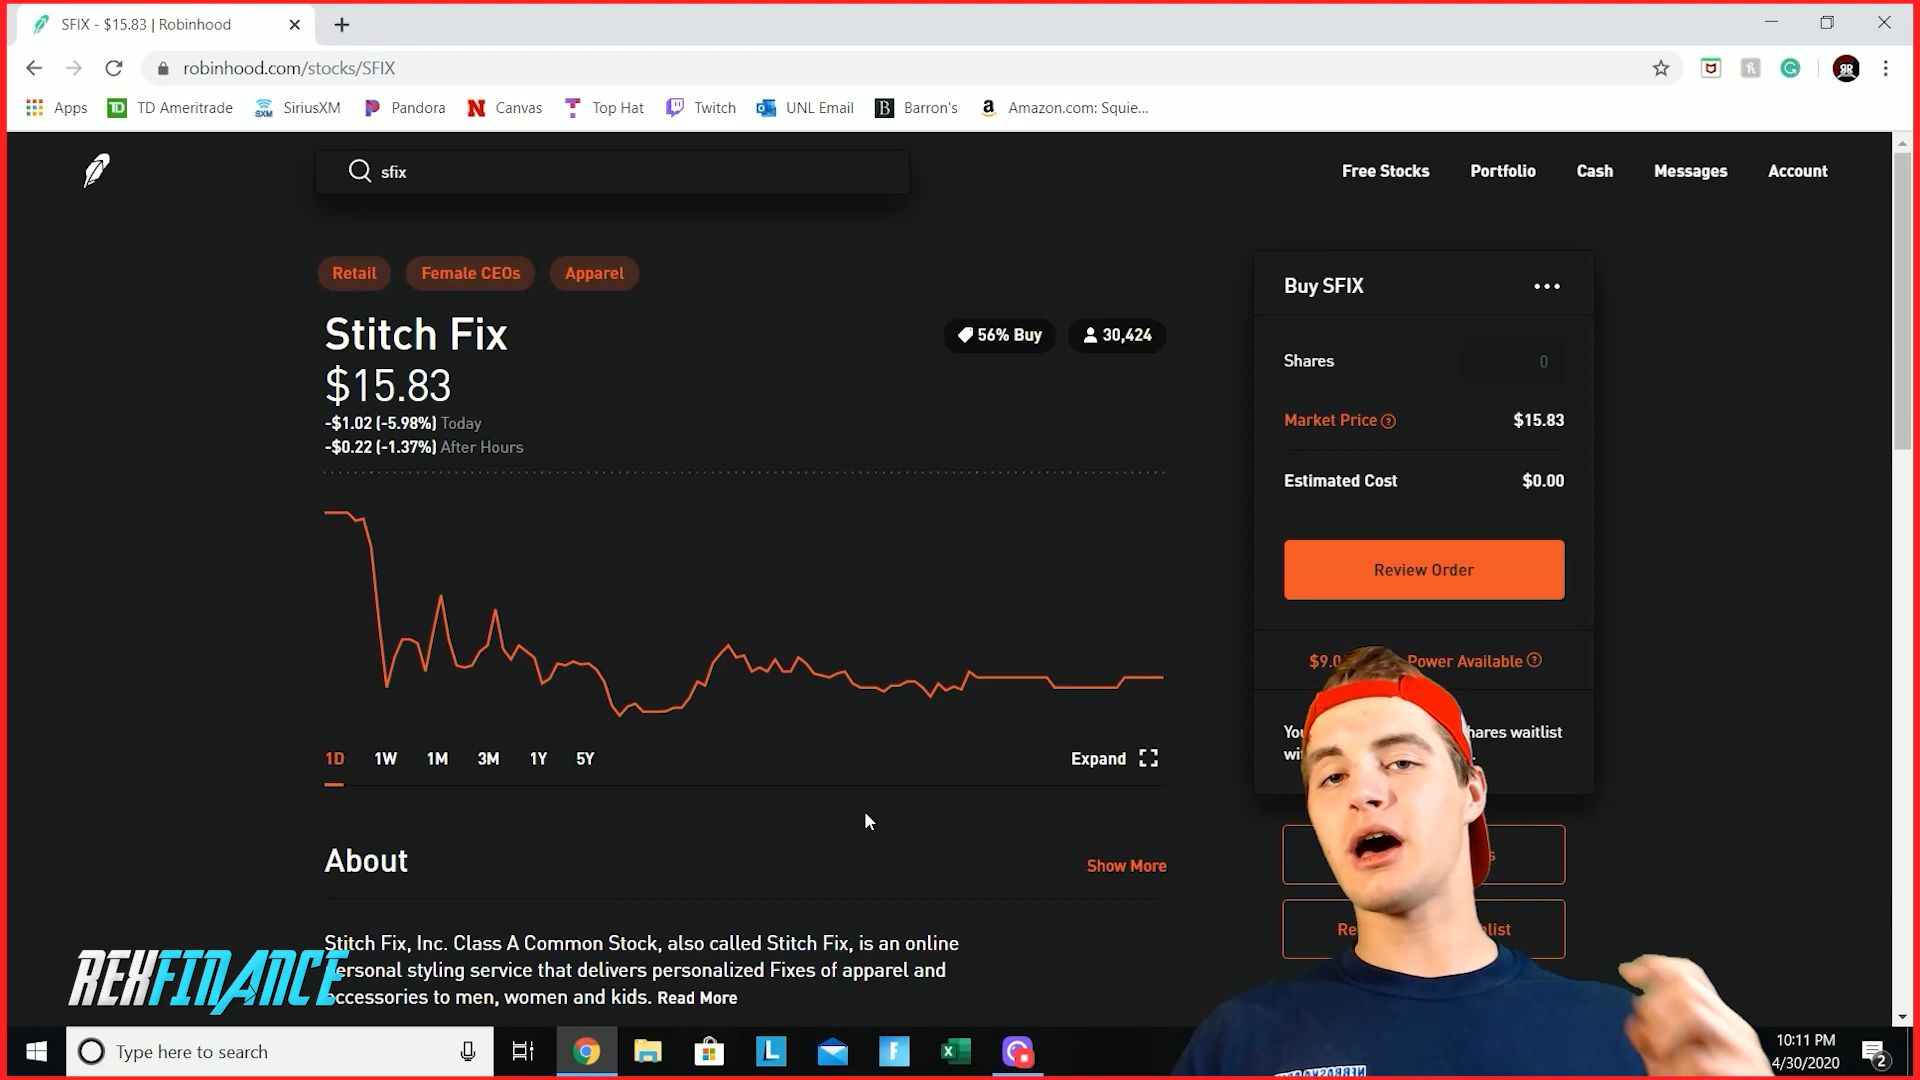 SFIX - $15.83 | Robinhood
robinhood.com/stocks/SFIX
Apps TD Ameritrade SiriusXM Pandora Canvas Top Hat Twitch UNL Email Barron's Amazon.com: Squie...
sfix
Free Stocks Portfolio Cash Messages Account
Retail Female CEOs Apparel
Stitch Fix
56% Buy 30,424
$15.83
-$1.02 (-5.98%) Today
-$0.22 (-1.37%) After Hours
1D 1W 1M 3M 1Y 5Y Expand
About
Show More
Stitch Fix, Inc. Class A Common Stock, also called Stitch Fix, is an online
personal styling service that delivers personalized Fixes of apparel and
accessories to men, women and kids. Read More
Buy SFIX
Shares 0
Market Price $15.83
Estimated Cost $0.00
Review Order
$9.0 Power Available
waitlist
REXFINANCE
Type here to search
10:11 PM
4/30/2020
2